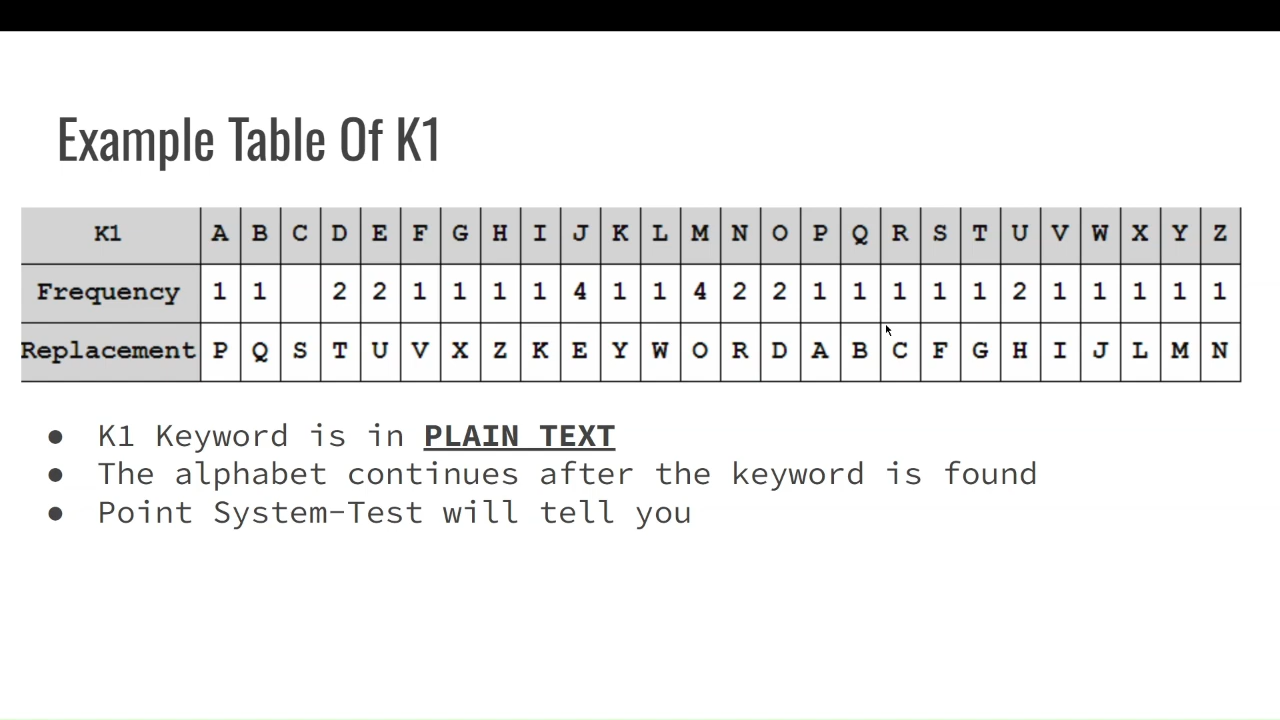 Example Table Of K1
K1 A B C D E F G H I J K L M N O P Q R S T U V W X Y Z
Frequency 1 1 2 2 1 1 1 1 4 1 1 4 2 2 1 1 1 1 1 2 1 1 1 1 1
Replacement P Q S T U V X Z K E Y W O R D A B C F G H I J L M N
● K1 Keyword is in PLAIN TEXT
● The alphabet continues after the keyword is found
● Point System-Test will tell you